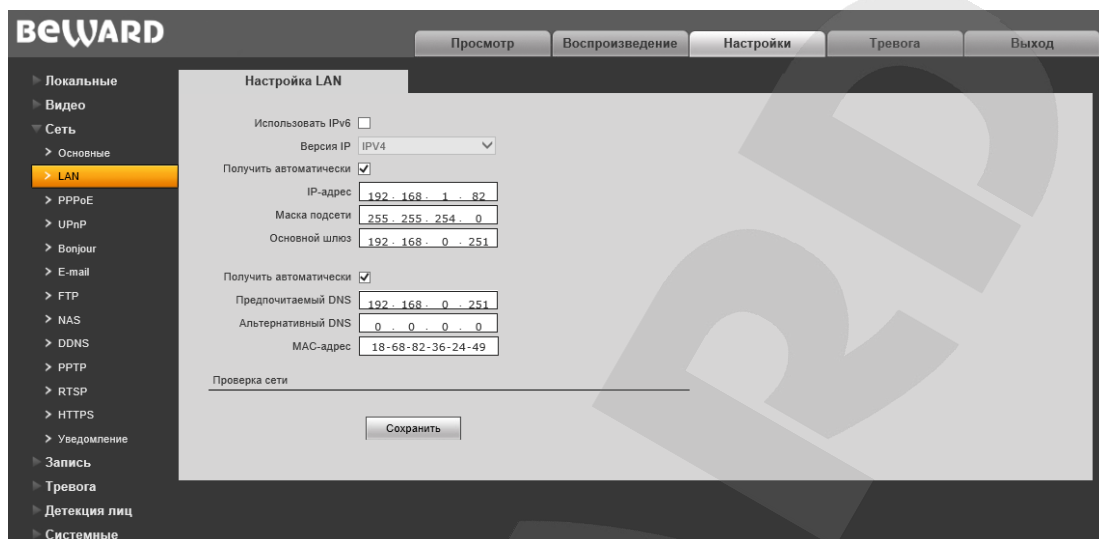 BEWARD
Просмотр
Воспроизведение
Настройки
Тревога
Выход
Локальные
Видео
Сеть
Основные
LAN
PPPoE
UPnP
Bonjour
E-mail
FTP
NAS
DDNS
PPTP
RTSP
HTTPS
Уведомление
Запись
Тревога
Детекция лиц
Системные
Настройка LAN
Использовать IPv6
Версия IP IPV4
Получить автоматически
IP-адрес 192 . 168 . 1 . 82
Маска подсети 255 . 255 . 254 . 0
Основной шлюз 192 . 168 . 0 . 251
Получить автоматически
Предпочитаемый DNS 192 . 168 . 0 . 251
Альтернативный DNS 0 . 0 . 0 . 0
MAC-адрес 18-68-82-36-24-49
Проверка сети
Сохранить